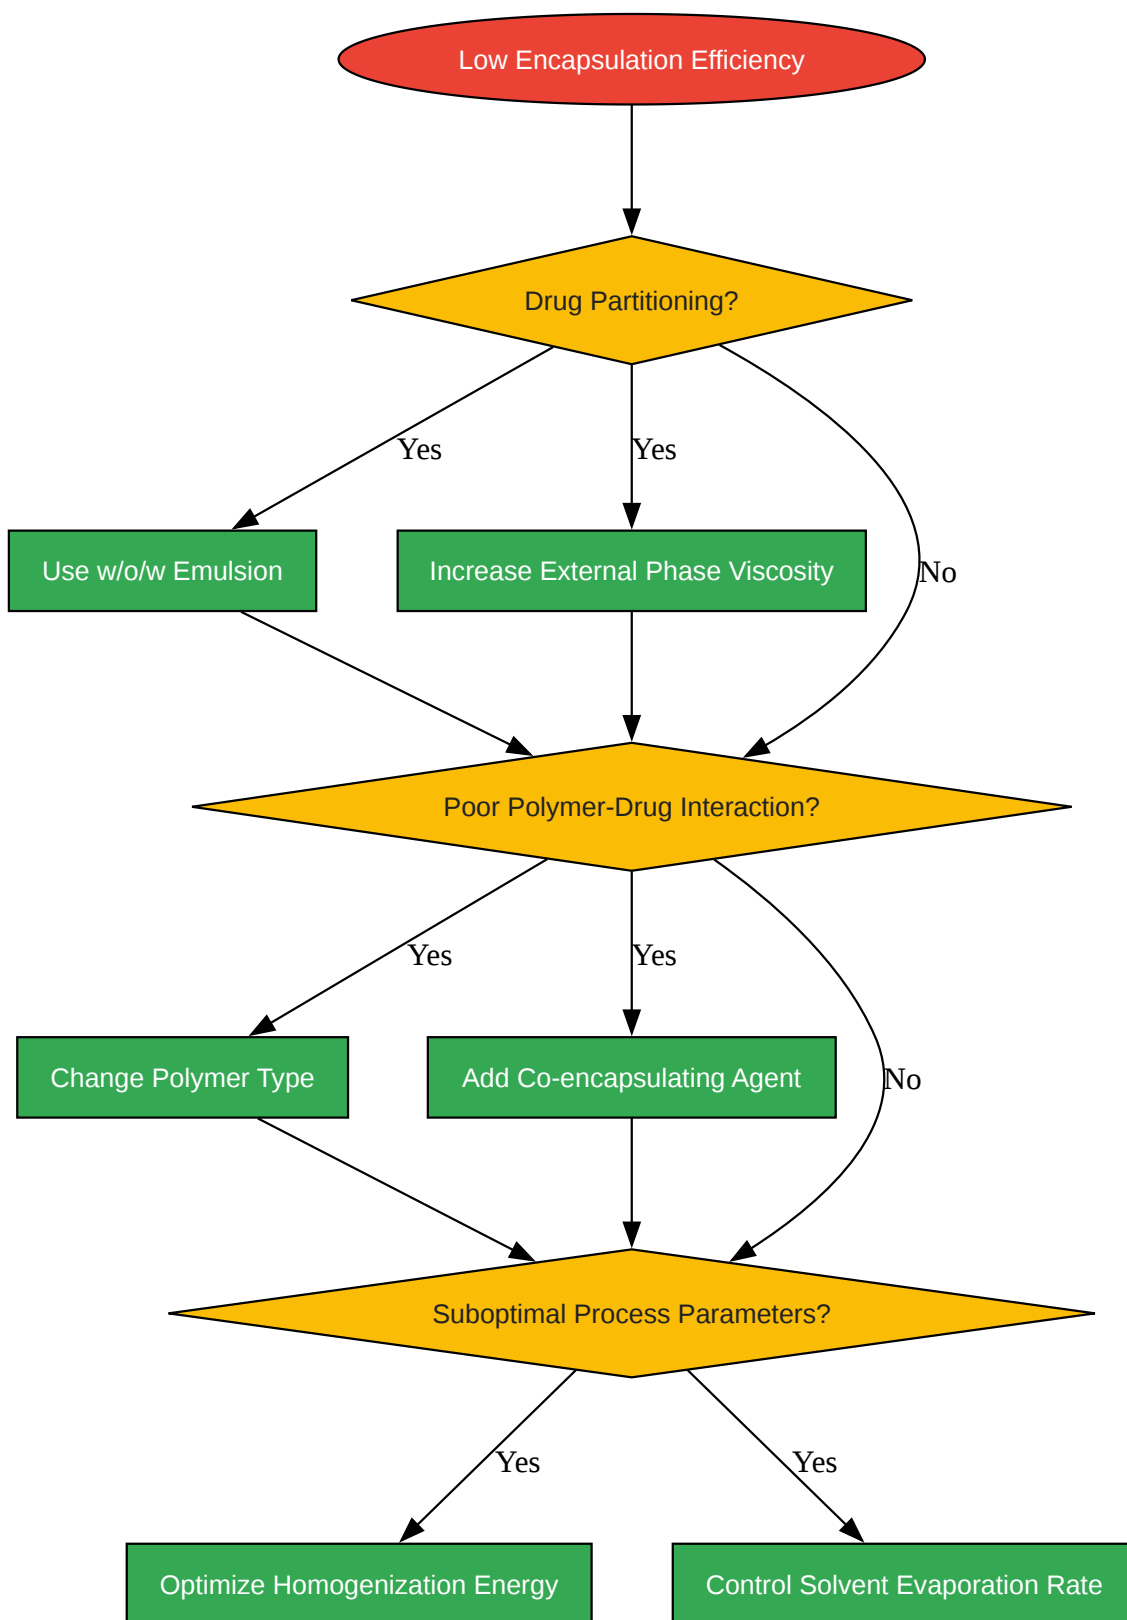 Low Encapsulation Efficiency
Drug Partitioning?
Yes
Yes
Use w/o/w Emulsion
Increase External Phase Viscosity
No
Poor Polymer-Drug Interaction?
Yes
Yes
Change Polymer Type
Add Co-encapsulating Agent
No
Suboptimal Process Parameters?
Yes
Yes
Optimize Homogenization Energy
Control Solvent Evaporation Rate